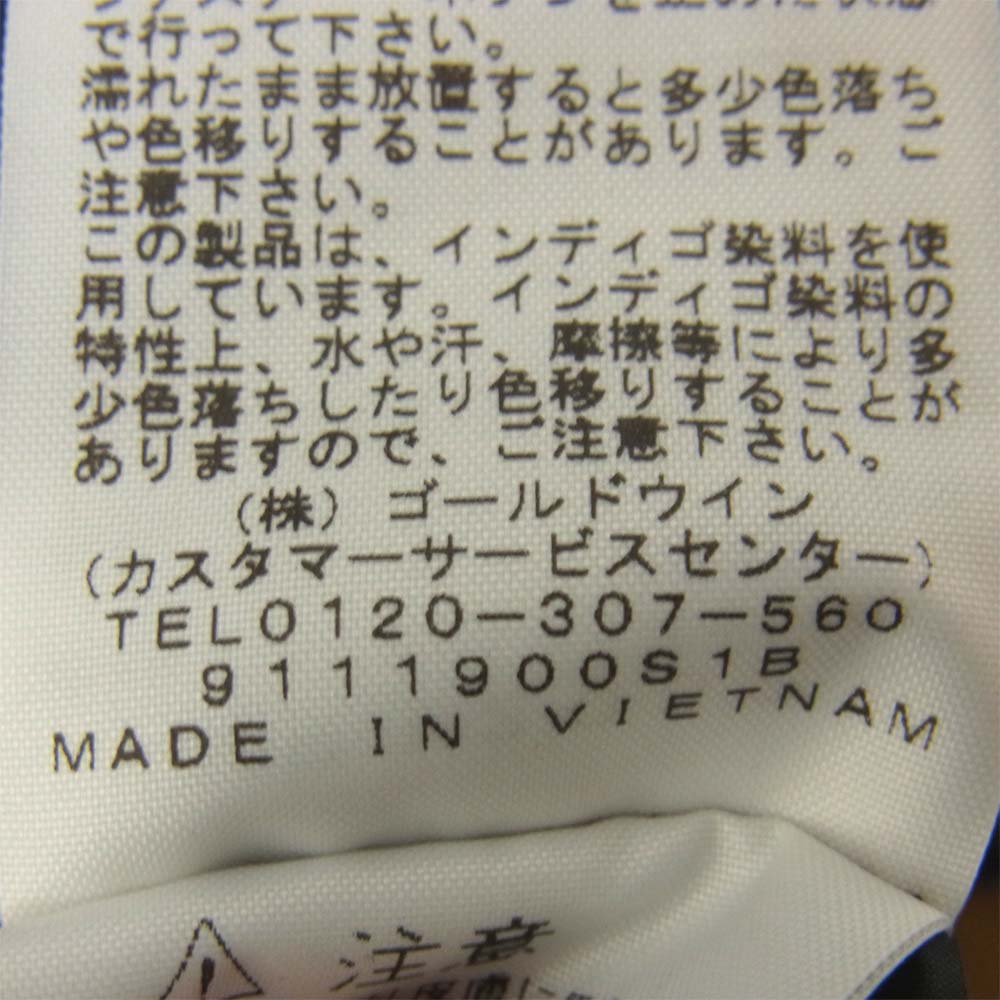 で行って下さい。
濡れたまま放置すると多少色落ち
や色移りすることがあります。ご
注意下さい。
この製品は、インディゴ染料を使
用しています。インディゴ染料の
特性上、水や汗、摩擦等により多
少色落ちしたり色移りすることが
ありますので、ご注意下さい。
(株)ゴールドウイン
(カスタマーサービスセンター)
TEL0120-307-560
9111900S1B
MADE IN VIETNAM
注意